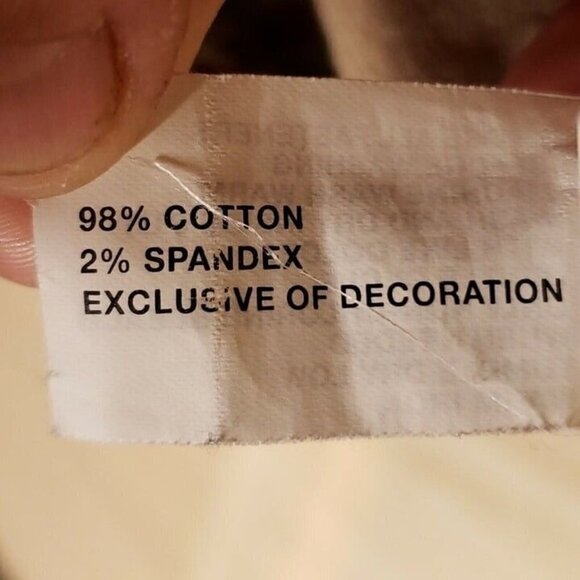 98% COTTON
2% SPANDEX
EXCLUSIVE OF DECORATION